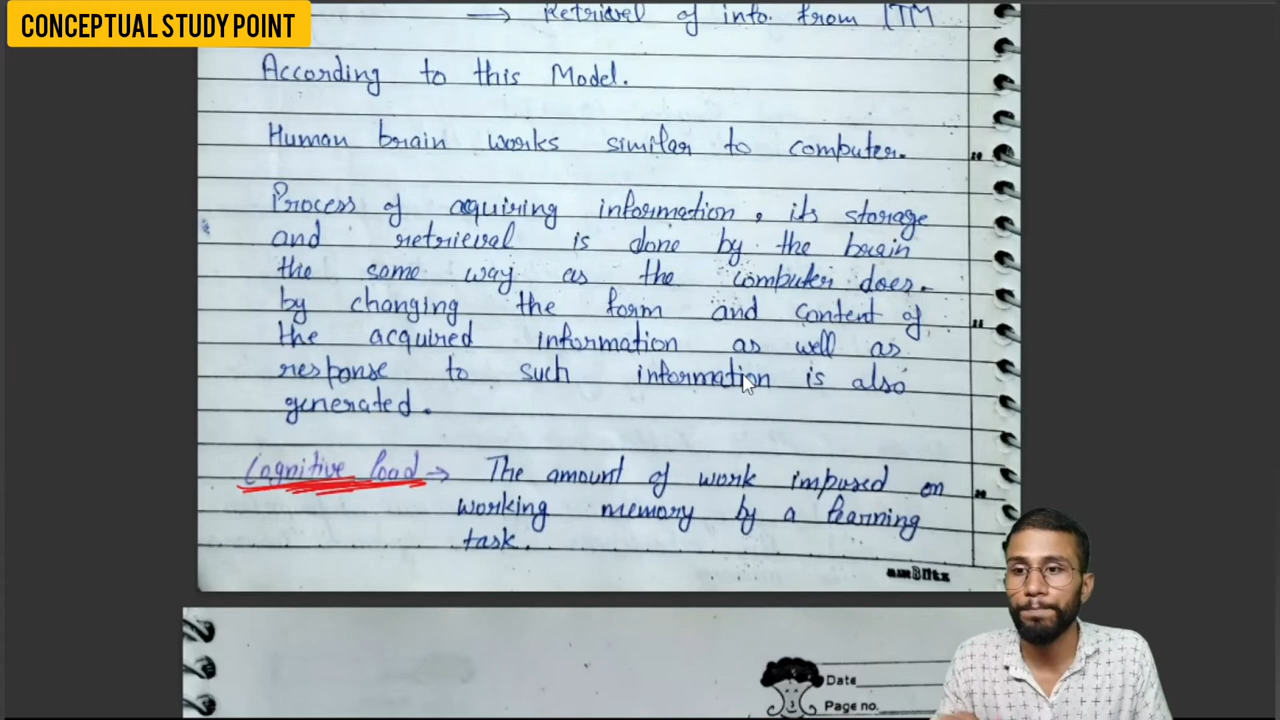 CONCEPTUAL STUDY POINT
→ Retrieval of info. from LTM
According to this Model.
Human brain works similar to computer.
Process of aquiring information, its storage
and retrieval is done by the brain
the same way as the computer does.
by changing the form and content of
the acquired information as well as
response to such information is also
generated.
Cognitive load → The amount of work imposed on
working memory by a learning
task.
Date
Page no.